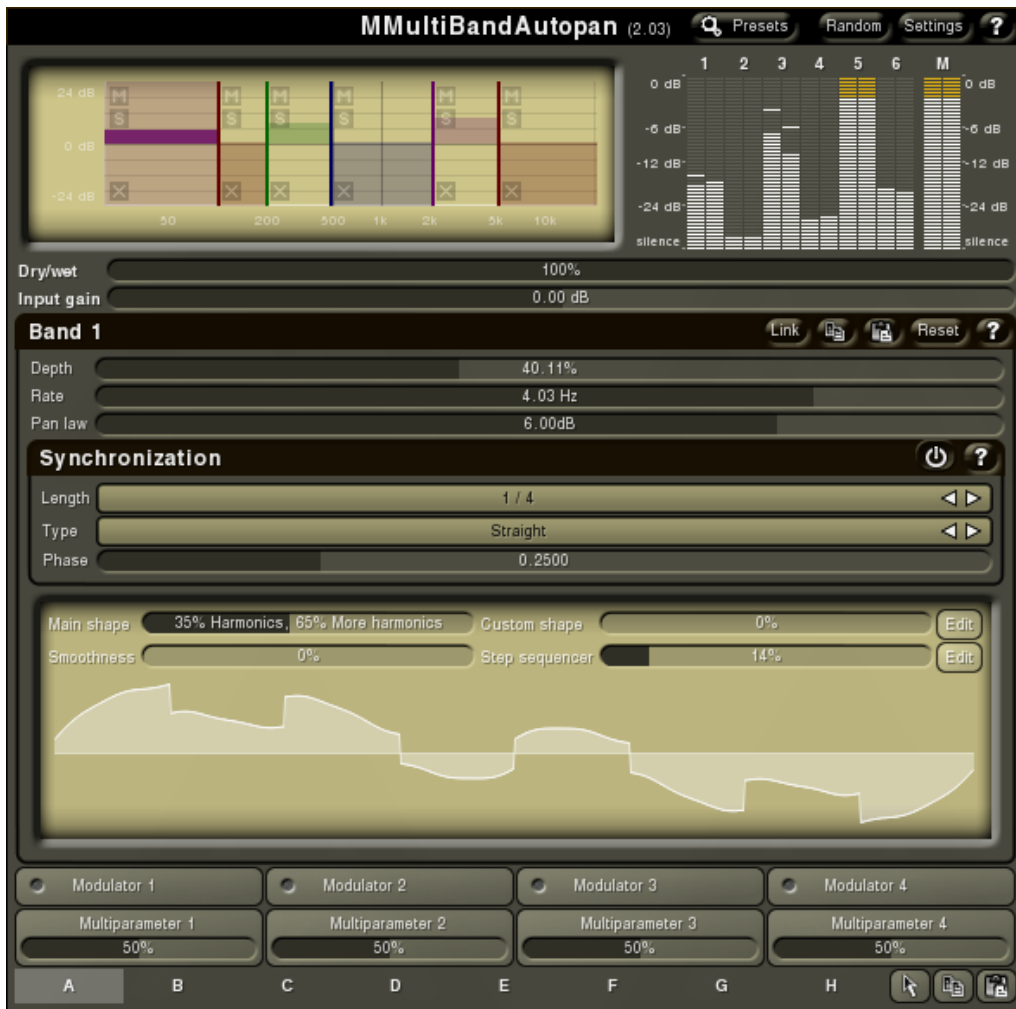 MMultiBandAutopan (2.03) Presets Random Settings ?
1 2 3 4 5 6 M
24 dB M M M M M M
S S S S S S
0 dB
-24 dB X X X X X X
50 200 500 1k 2k 5k 10k
0 dB 0 dB
-6 dB -6 dB
-12 dB -12 dB
-24 dB -24 dB
silence silence
Dry/wet 100%
Input gain 0.00 dB
Band 1 Link Reset ?
Depth 40.11%
Rate 4.03 Hz
Pan law 6.00dB
Synchronization ?
Length 1 / 4
Type Straight
Phase 0.2500
Main shape 35% Harmonics, 65% More harmonics Custom shape 0% Edit
Smoothness 0% Step sequencer 14% Edit
Modulator 1 Modulator 2 Modulator 3 Modulator 4
Multiparameter 1 Multiparameter 2 Multiparameter 3 Multiparameter 4
50% 50% 50% 50%
A B C D E F G H